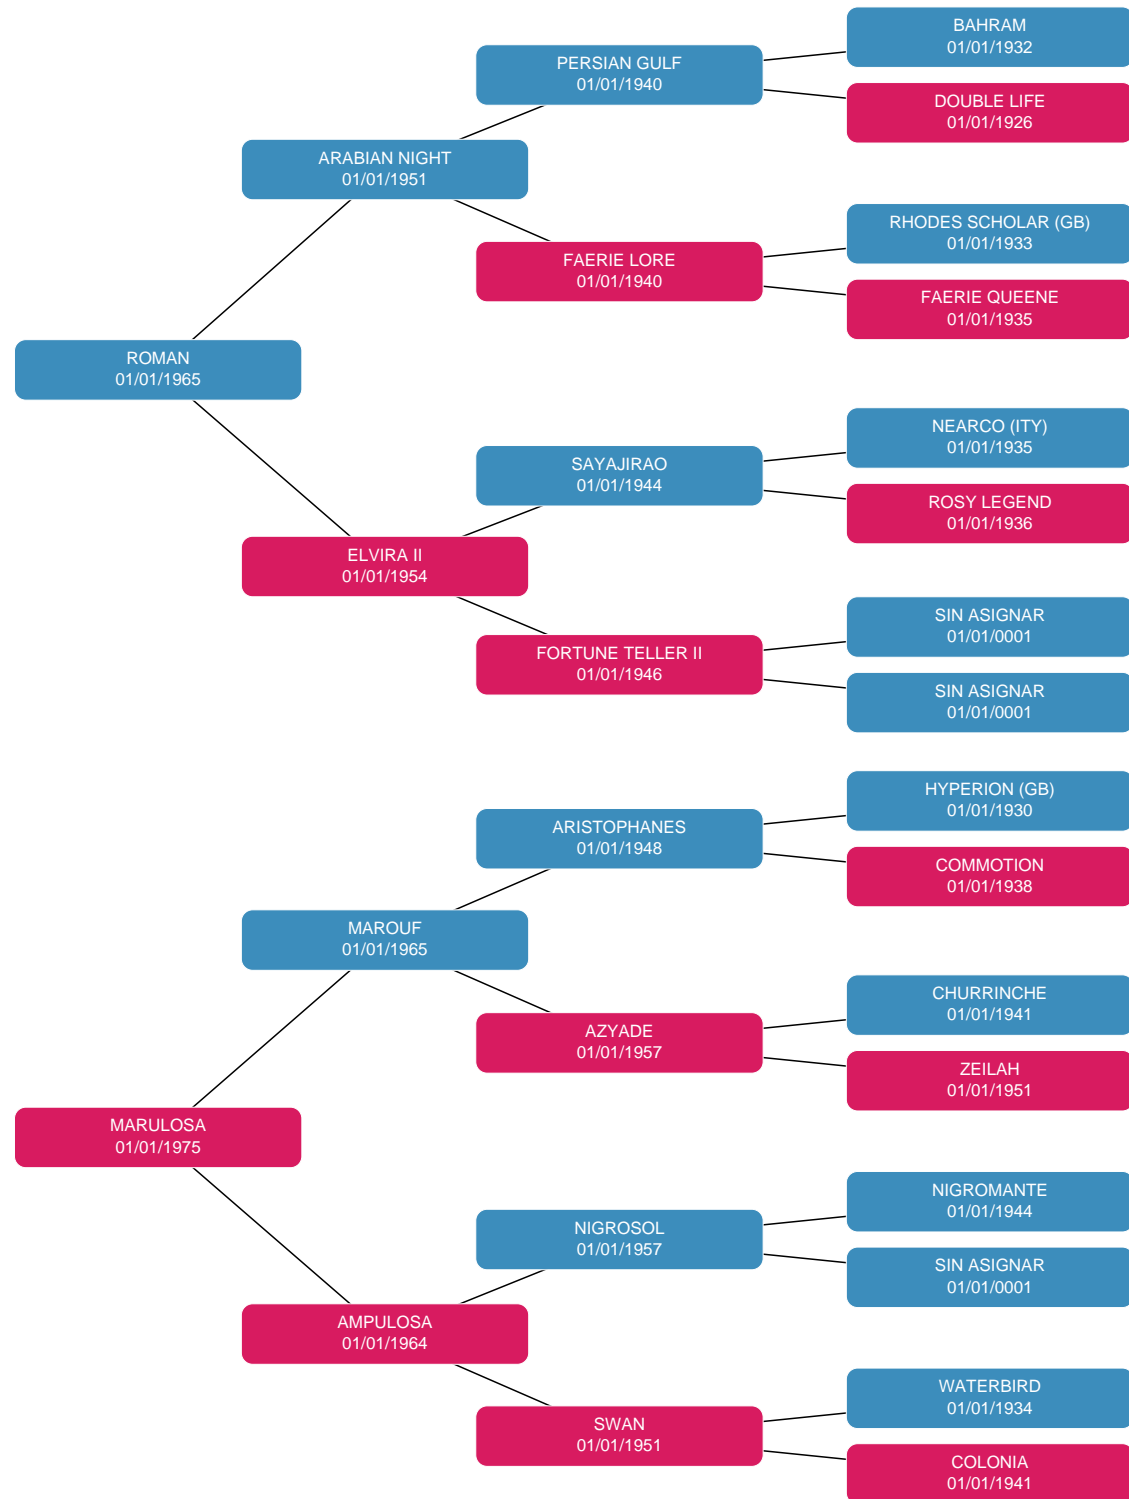 BAHRAM
01/01/1932
PERSIAN GULF
01/01/1940
DOUBLE LIFE
01/01/1926
ARABIAN NIGHT
01/01/1951
RHODES SCHOLAR (GB)
01/01/1933
FAERIE LORE
01/01/1940
FAERIE QUEENE
01/01/1935
ROMAN
01/01/1965
NEARCO (ITY)
01/01/1935
SAYAJIRAO
01/01/1944
ROSY LEGEND
01/01/1936
ELVIRA II
01/01/1954
SIN ASIGNAR
01/01/0001
FORTUNE TELLER II
01/01/1946
SIN ASIGNAR
01/01/0001
HYPERION (GB)
01/01/1930
ARISTOPHANES
01/01/1948
COMMOTION
01/01/1938
MAROUF
01/01/1965
CHURRINCHE
01/01/1941
AZYADE
01/01/1957
ZEILAH
01/01/1951
MARULOSA
01/01/1975
NIGROMANTE
01/01/1944
NIGROSOL
01/01/1957
SIN ASIGNAR
01/01/0001
AMPULOSA
01/01/1964
WATERBIRD
01/01/1934
SWAN
01/01/1951
COLONIA
01/01/1941